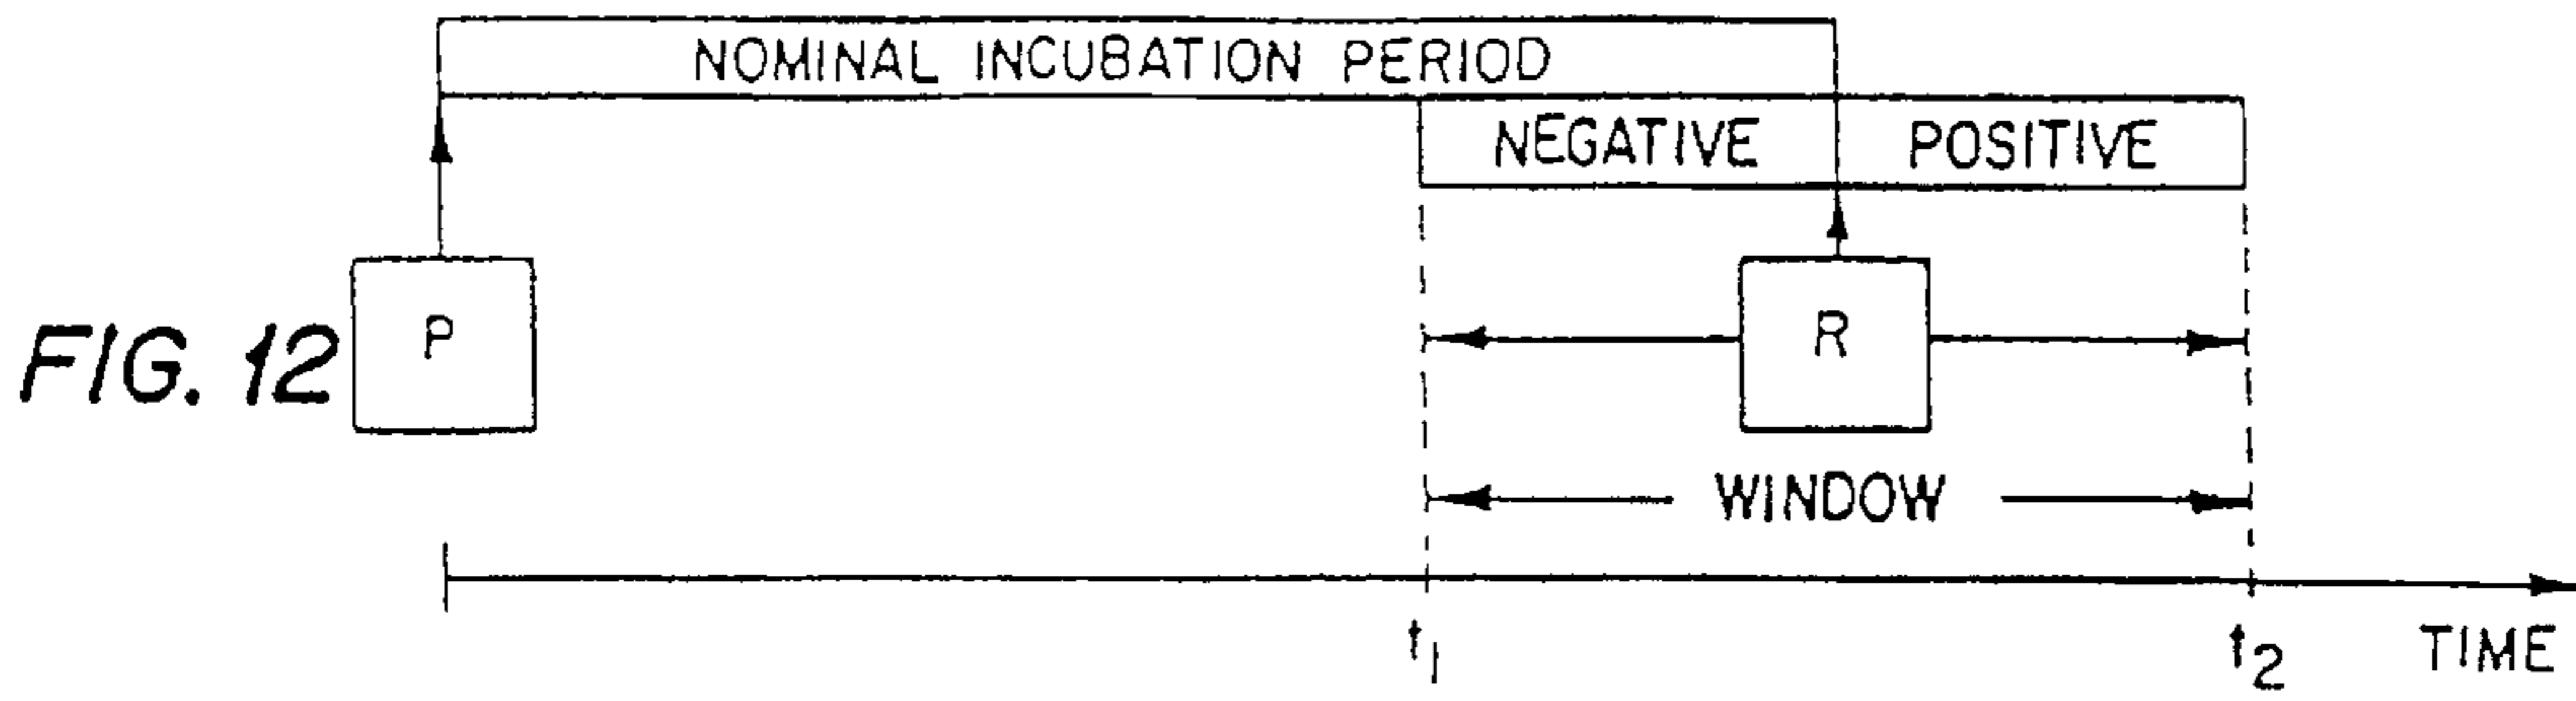 NOMINAL INCUBATION PERIOD
NEGATIVE POSITIVE
FIG. 12
P
R
WINDOW
t1
t2
TIME